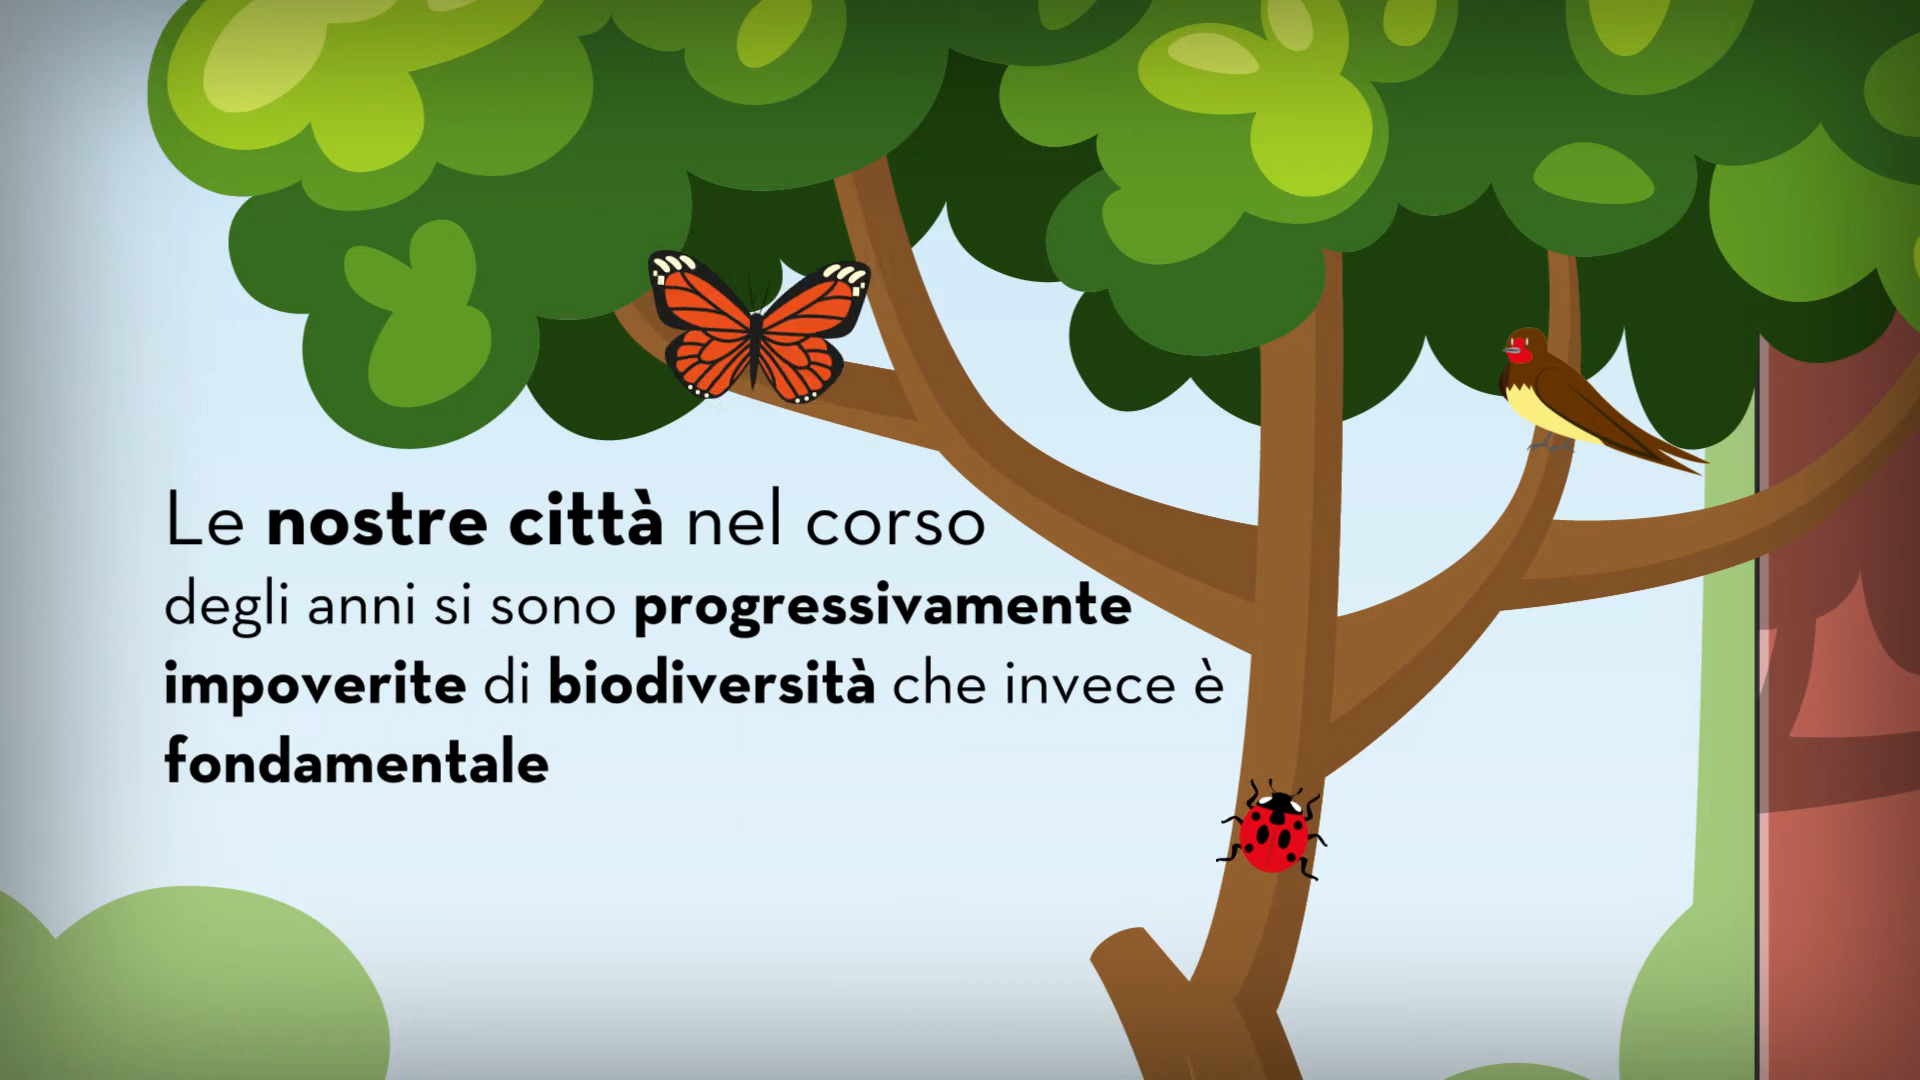 Le nostre città nel corso
degli anni si sono progressivamente
impoverite di biodiversità che invece è
fondamentale